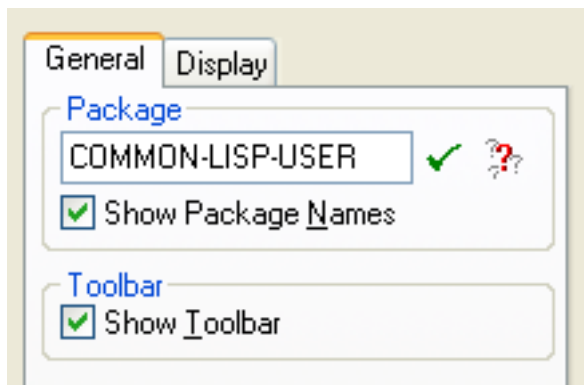 General Display
Package
COMMON-LISP-USER
Show Package Names
Toolbar
Show Toolbar